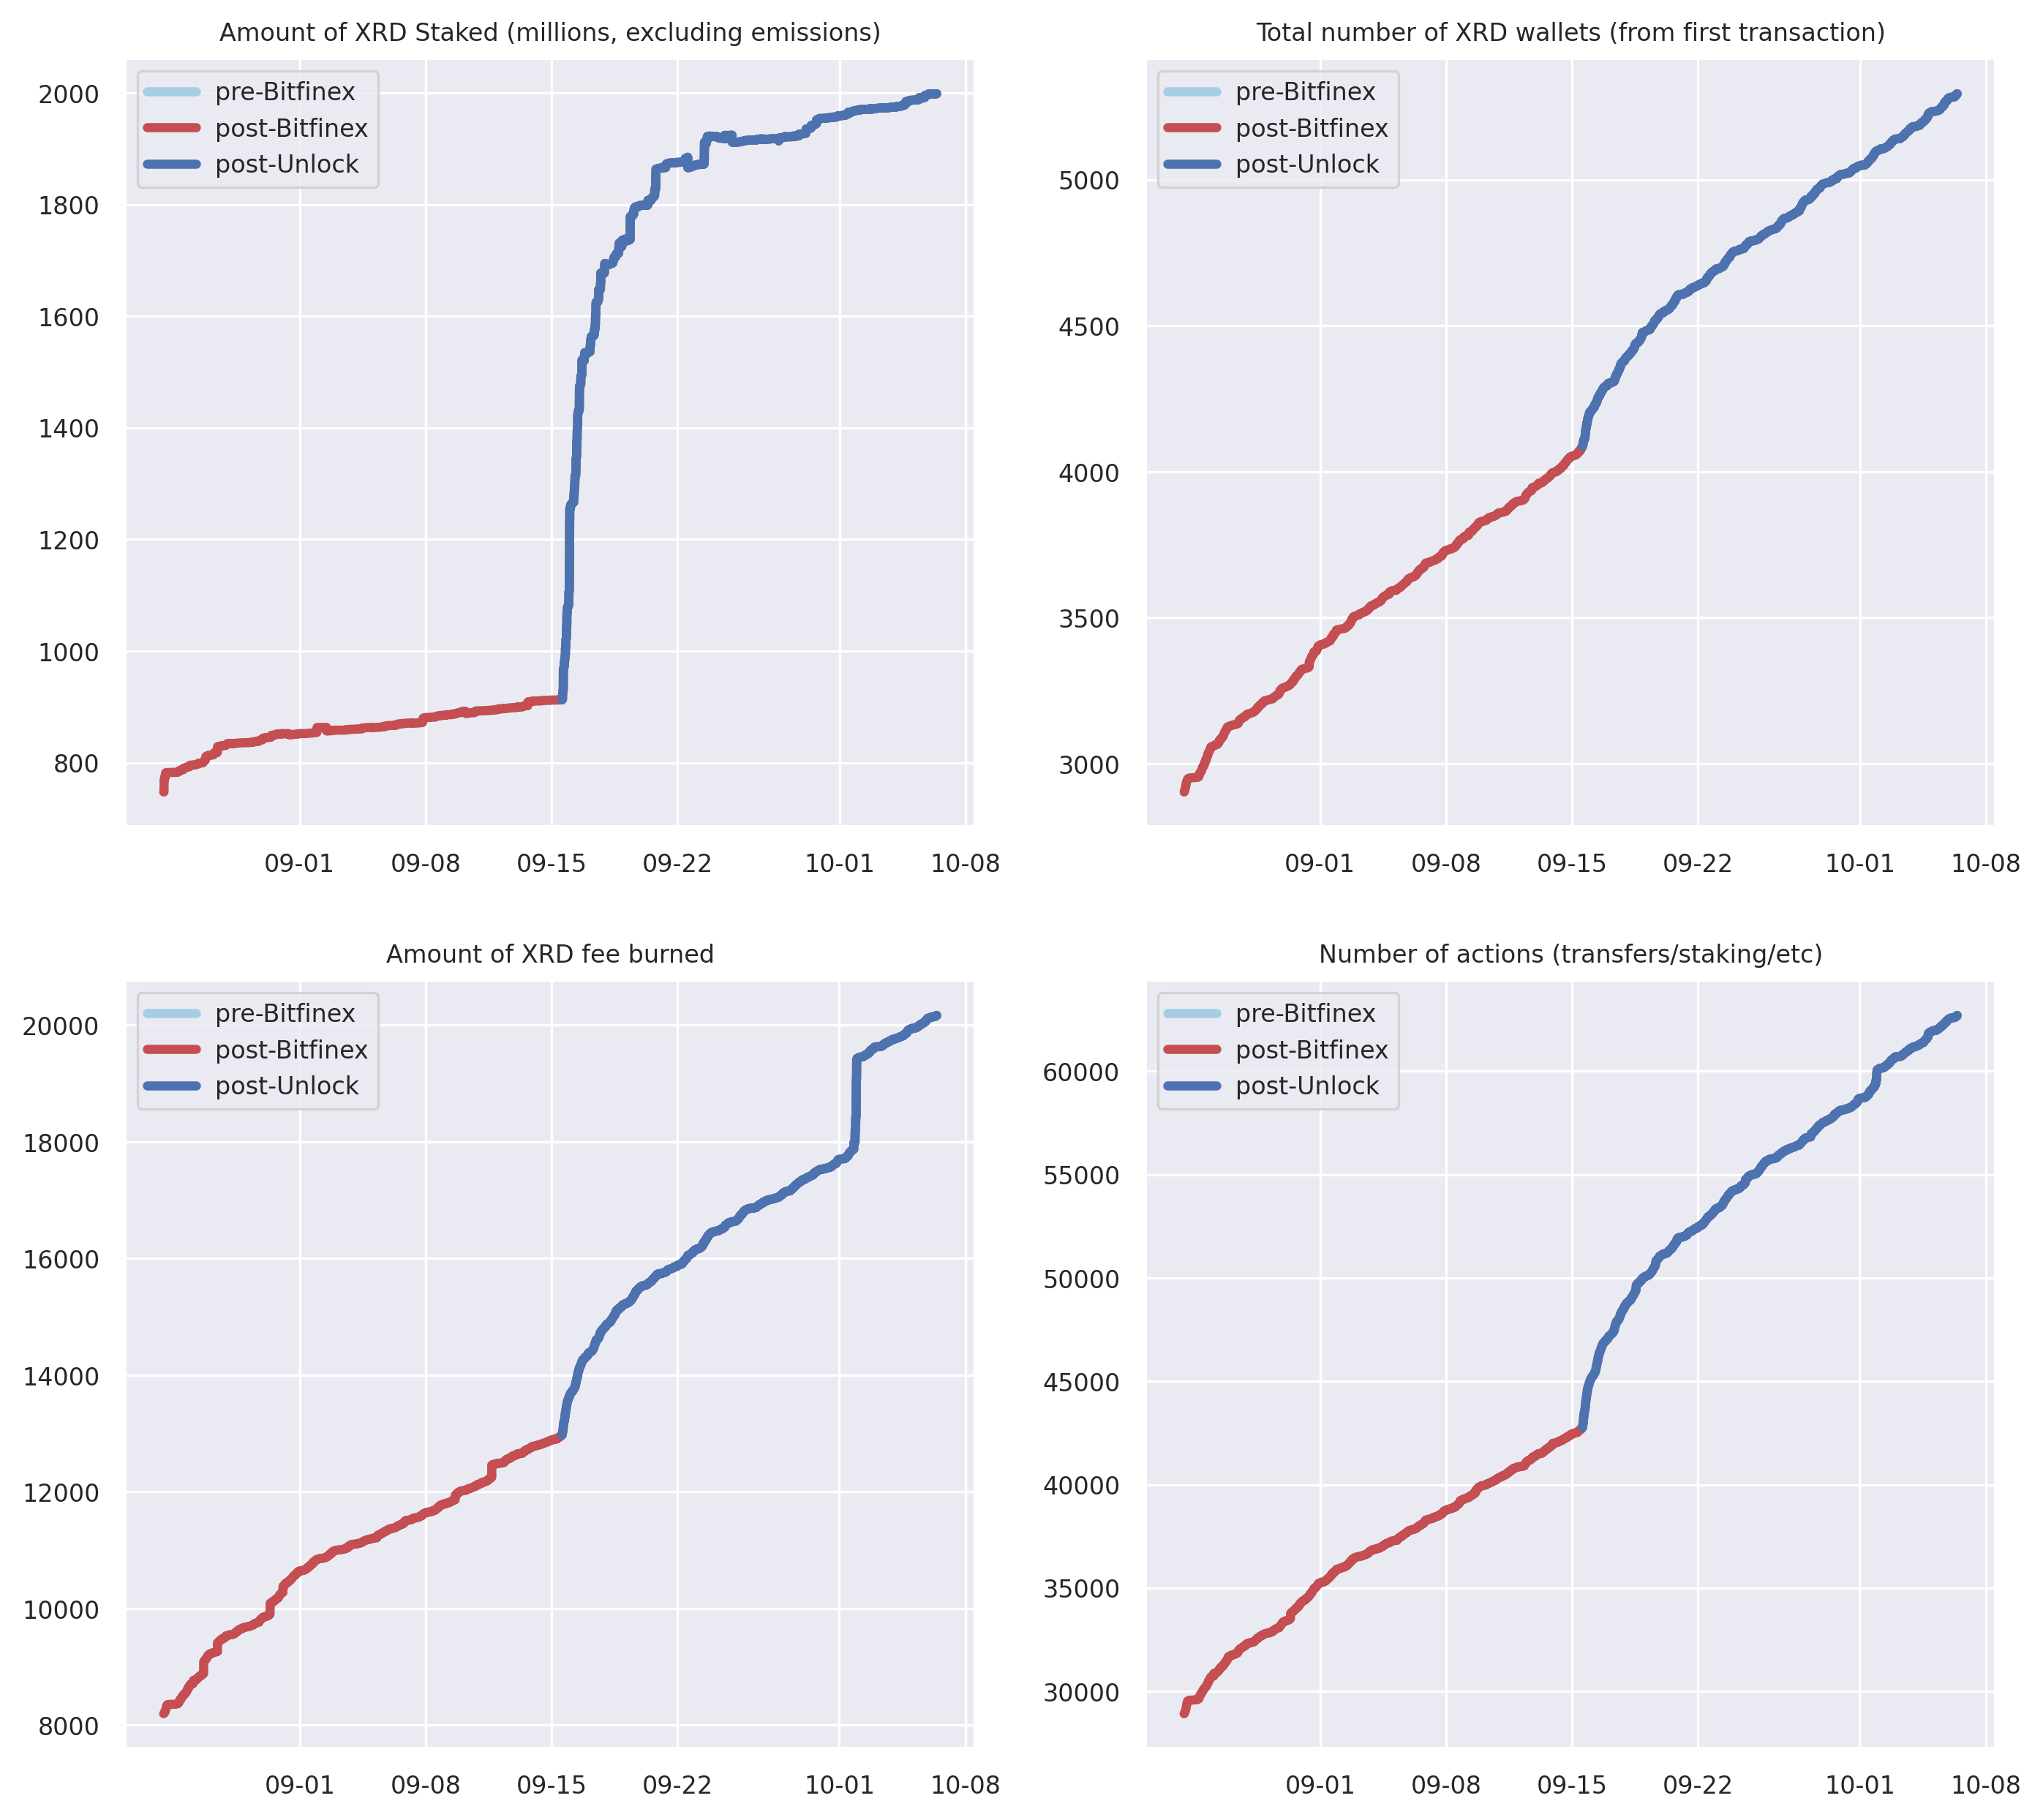 Amount of XRD Staked (millions, excluding emissions)
pre-Bitfinex
post-Bitfinex
post-Unlock
2000
1800
1600
1400
1200
1000
800
09-01 09-08 09-15 09-22 10-01 10-08
Total number of XRD wallets (from first transaction)
pre-Bitfinex
post-Bitfinex
post-Unlock
5000
4500
4000
3500
3000
09-01 09-08 09-15 09-22 10-01 10-08
Amount of XRD fee burned
pre-Bitfinex
post-Bitfinex
post-Unlock
20000
18000
16000
14000
12000
10000
8000
09-01 09-08 09-15 09-22 10-01 10-08
Number of actions (transfers/staking/etc)
pre-Bitfinex
post-Bitfinex
post-Unlock
60000
55000
50000
45000
40000
35000
30000
09-01 09-08 09-15 09-22 10-01 10-08